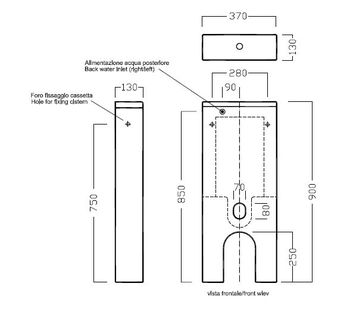 370
130
Alimentazione acqua posteriore
Back water inlet (right/left)
280
90
130
Foro fissaggio cassetta
Hole for fixing cistern
750
850
70
80
900
250
vista frontale/front wiev